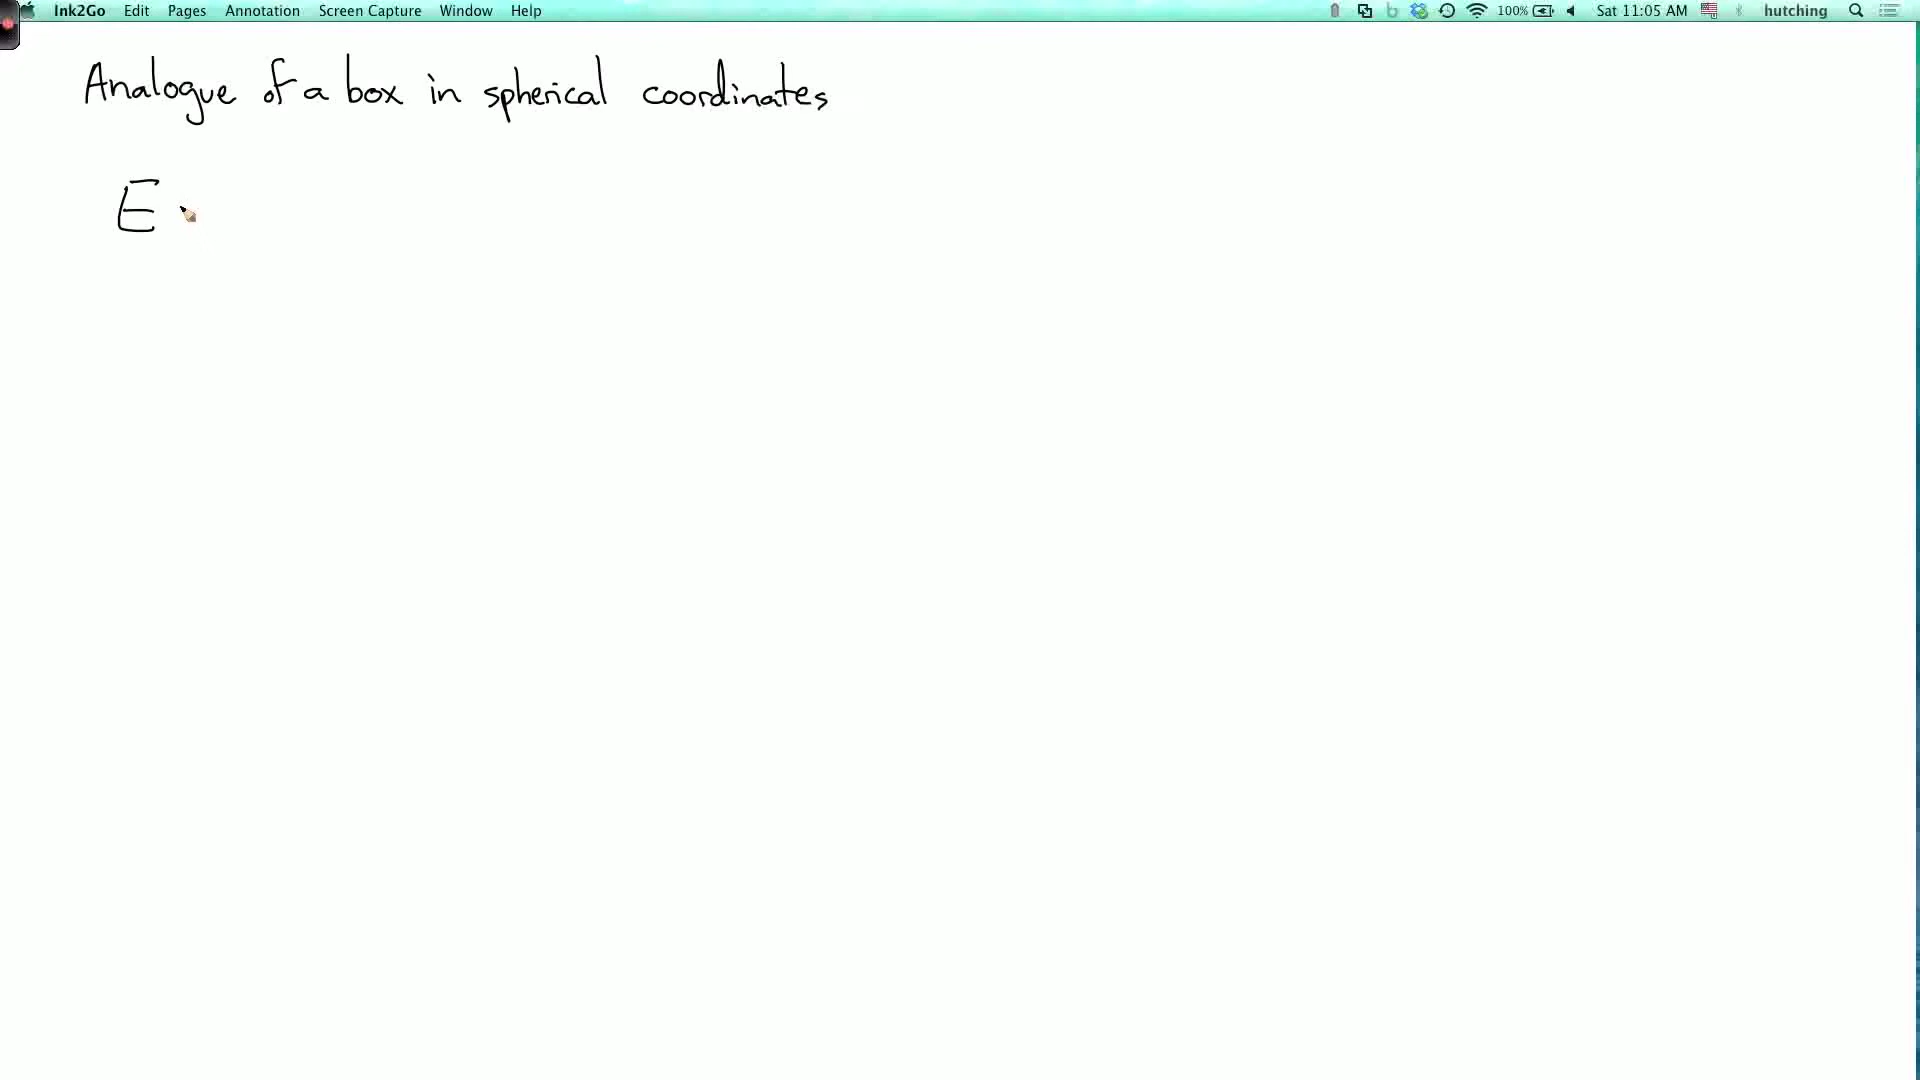 Ink2Go Edit Pages Annotation Screen Capture Window Help 100% Sat 11:05 AM hutching
Analogue of a box in spherical coordinates
E